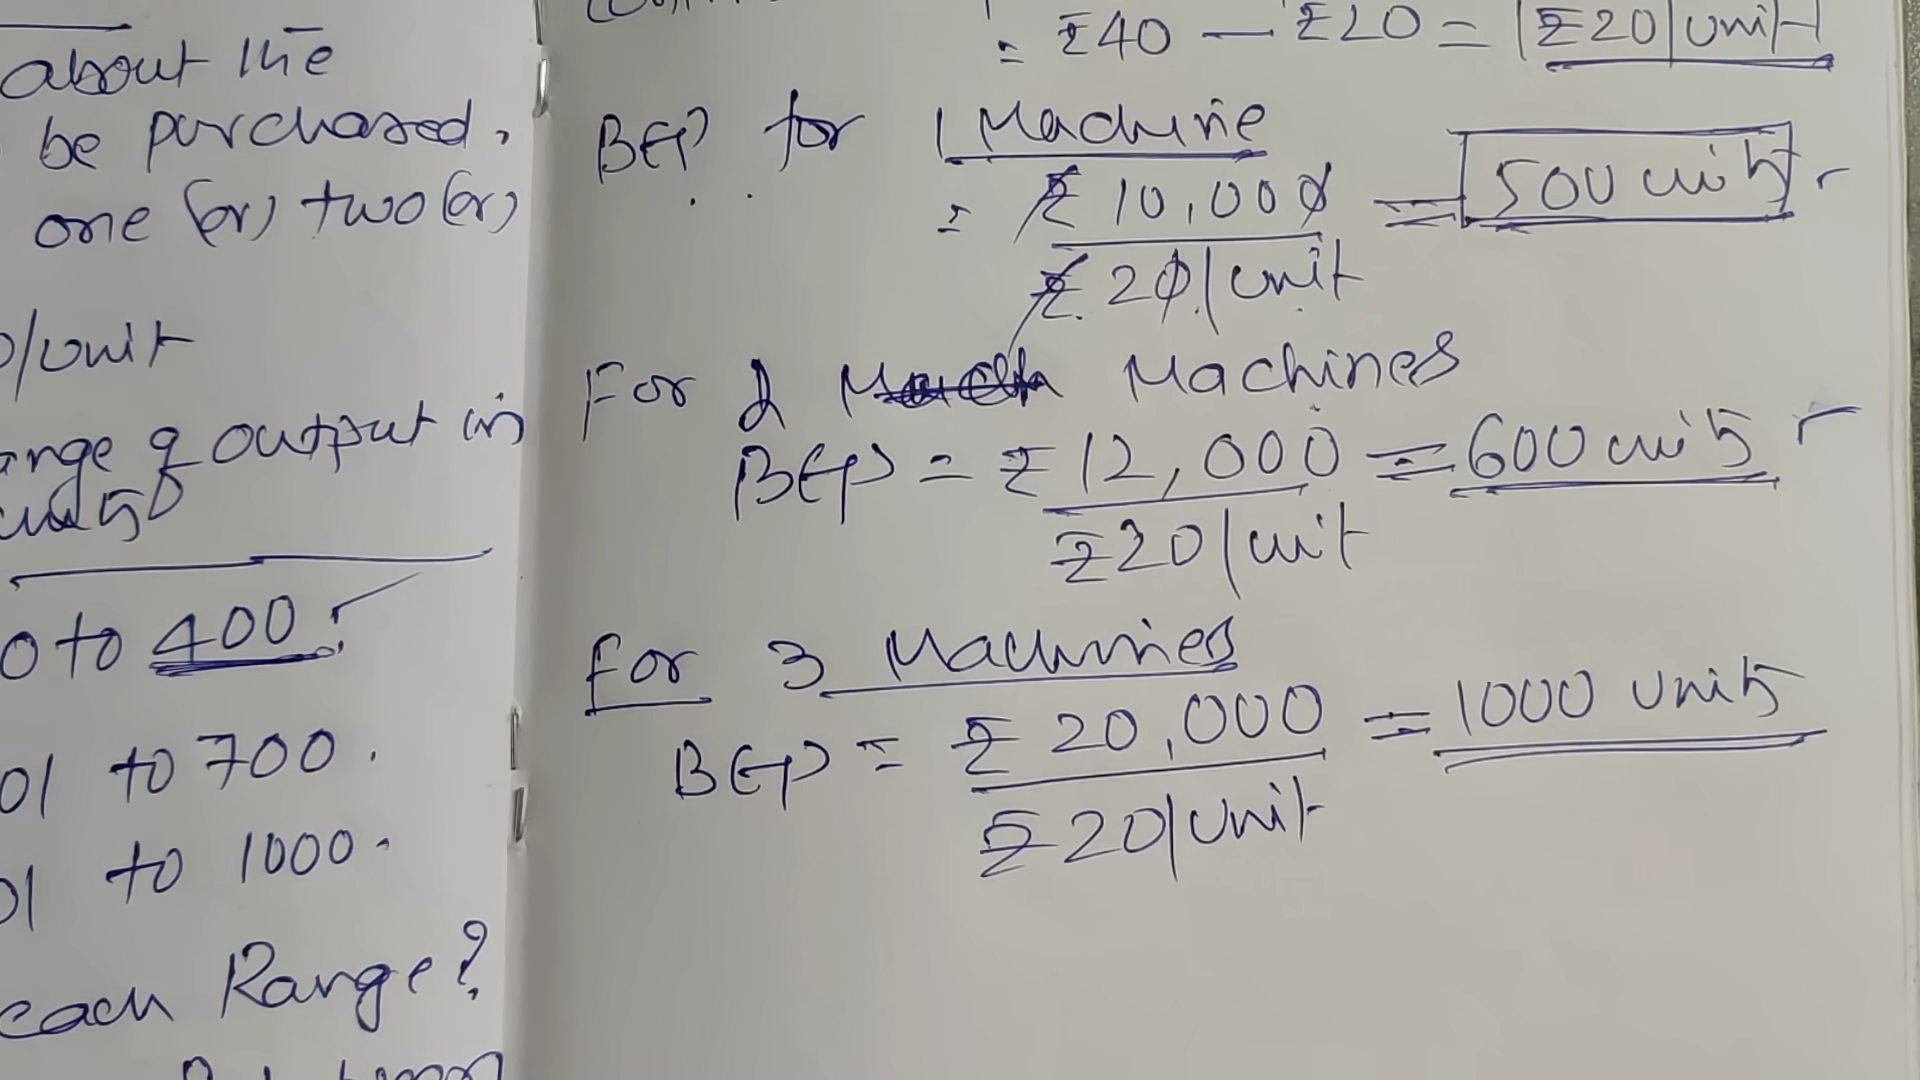 about the
be purchased,
one (or) two (or)
/unit
ange of output in
units
0 to 400.
01 to 700.
01 to 1000.
each Range?
= ₹40 — ₹20 = ₹20/unit
BEP for 1 Machine
= ₹ 10,000 = 500 units
₹ 20/unit
For 2 Machines
BEP = ₹ 12,000 = 600 units
₹20/unit
For 3 Machines
BEP = ₹ 20,000 = 1000 units
₹ 20/unit